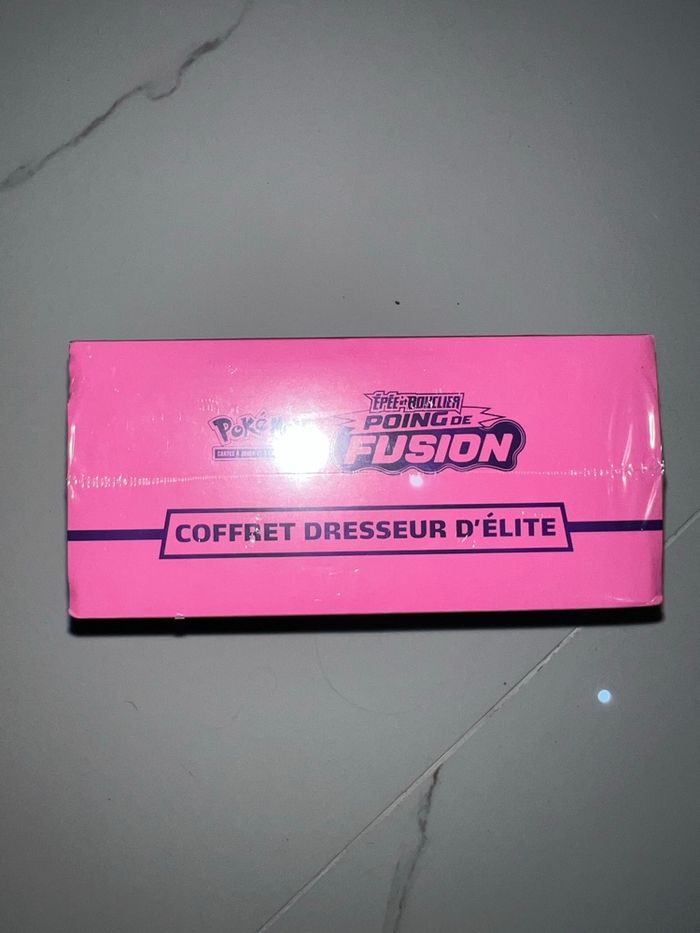 ÉPÉE ET BOUCLIER
Pokémon
POING DE
FUSION
COFFRET DRESSEUR D'ÉLITE